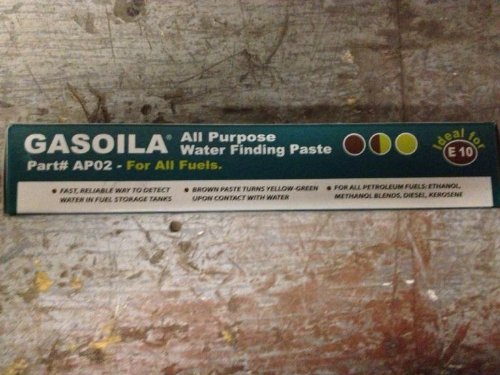 GASOILA® All Purpose
Water Finding Paste
Part# AP02 - For All Fuels.
Ideal for
E 10
• FAST, RELIABLE WAY TO DETECT
WATER IN FUEL STORAGE TANKS
• BROWN PASTE TURNS YELLOW-GREEN
UPON CONTACT WITH WATER
• FOR ALL PETROLEUM FUELS: ETHANOL,
METHANOL BLENDS, DIESEL, KEROSENE